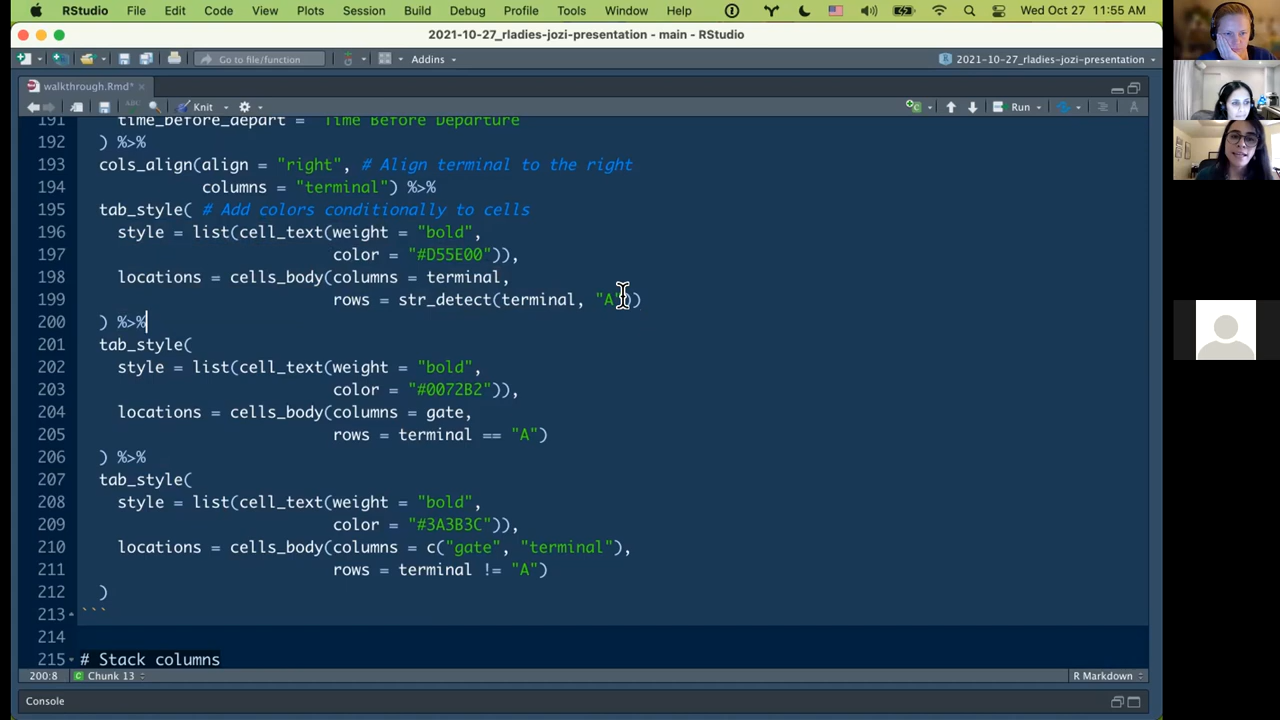 RStudio File Edit Code View Plots Session Build Debug Profile Tools Window Help Wed Oct 27 11:55 AM
2021-10-27_rladies-jozi-presentation - main - RStudio
Go to file/function Addins 2021-10-27_rladies-jozi-presentation
walkthrough.Rmd*
Knit Run
191 time_before_depart = "Time Before Departure"
192 ) %>%
193 cols_align(align = "right", # Align terminal to the right
194 columns = "terminal") %>%
195 tab_style( # Add colors conditionally to cells
196 style = list(cell_text(weight = "bold",
197 color = "#D55E00")),
198 locations = cells_body(columns = terminal,
199 rows = str_detect(terminal, "A"))
200 ) %>%
201 tab_style(
202 style = list(cell_text(weight = "bold",
203 color = "#0072B2")),
204 locations = cells_body(columns = gate,
205 rows = terminal == "A")
206 ) %>%
207 tab_style(
208 style = list(cell_text(weight = "bold",
209 color = "#3A3B3C")),
210 locations = cells_body(columns = c("gate", "terminal"),
211 rows = terminal != "A")
212 )
213 ```
214
215 # Stack columns
200:8 Chunk 13 R Markdown
Console